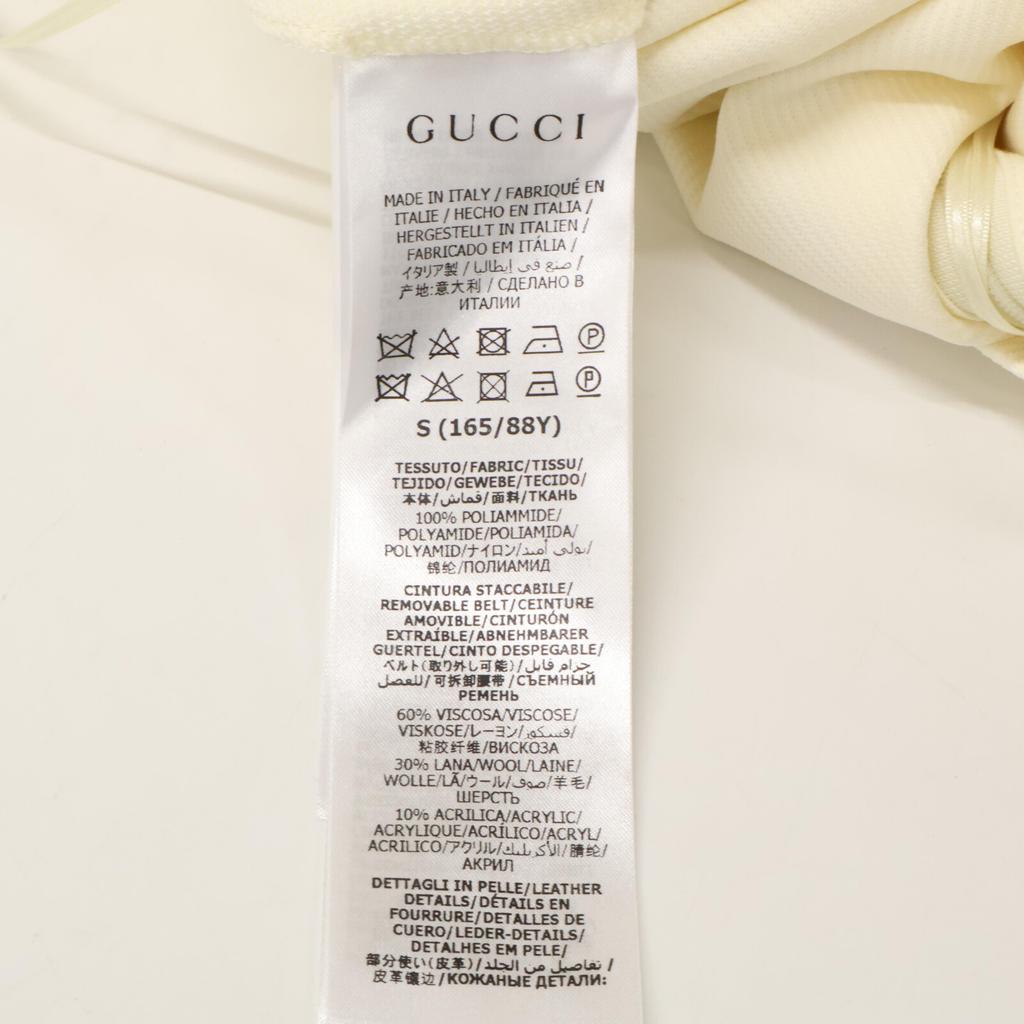 GUCCI
MADE IN ITALY / FABRIQUÉ EN
ITALIE / HECHO EN ITALIA /
HERGESTELLT IN ITALIEN /
FABRICADO EM ITÁLIA /
イタリア製 / صنع في إيطاليا /
产地:意大利 / СДЕЛАНО В
ИТАЛИИ
S (165/88Y)
TESSUTO/FABRIC/TISSU/
TEJIDO/GEWEBE/TECIDO/
本体/قماش/面料/ТКАНЬ
100% POLIAMMIDE/
POLYAMIDE/POLIAMIDA/
POLYAMID/ナイロン/بولي أميد/
锦纶/ПОЛИАМИД
CINTURA STACCABILE/
REMOVABLE BELT/CEINTURE
AMOVIBLE/CINTURÓN
EXTRAÍBLE/ABNEHMBARER
GUERTEL/CINTO DESPEGABLE/
ベルト(取り外し可能)/حزام قابل
للفصل/可拆卸腰带/СЪЕМНЫЙ
РЕМЕНЬ
60% VISCOSA/VISCOSE/
VISKOSE/レーヨン/فسكوز/
粘胶纤维/ВИСКОЗА
30% LANA/WOOL/LAINE/
WOLLE/LÃ/ウール/صوف/羊毛/
ШЕРСТЬ
10% ACRILICA/ACRYLIC/
ACRYLIQUE/ACRÍLICO/ACRYL/
ACRILICO/アクリル/الأكريليك/腈纶/
АКРИЛ
DETTAGLI IN PELLE/LEATHER
DETAILS/DÉTAILS EN
FOURRURE/DETALLES DE
CUERO/LEDER-DETAILS/
DETALHES EM PELE/
部分使い(皮革)/تفاصيل من الجلد/
皮革镶边/КОЖАНЫЕ ДЕТАЛИ: